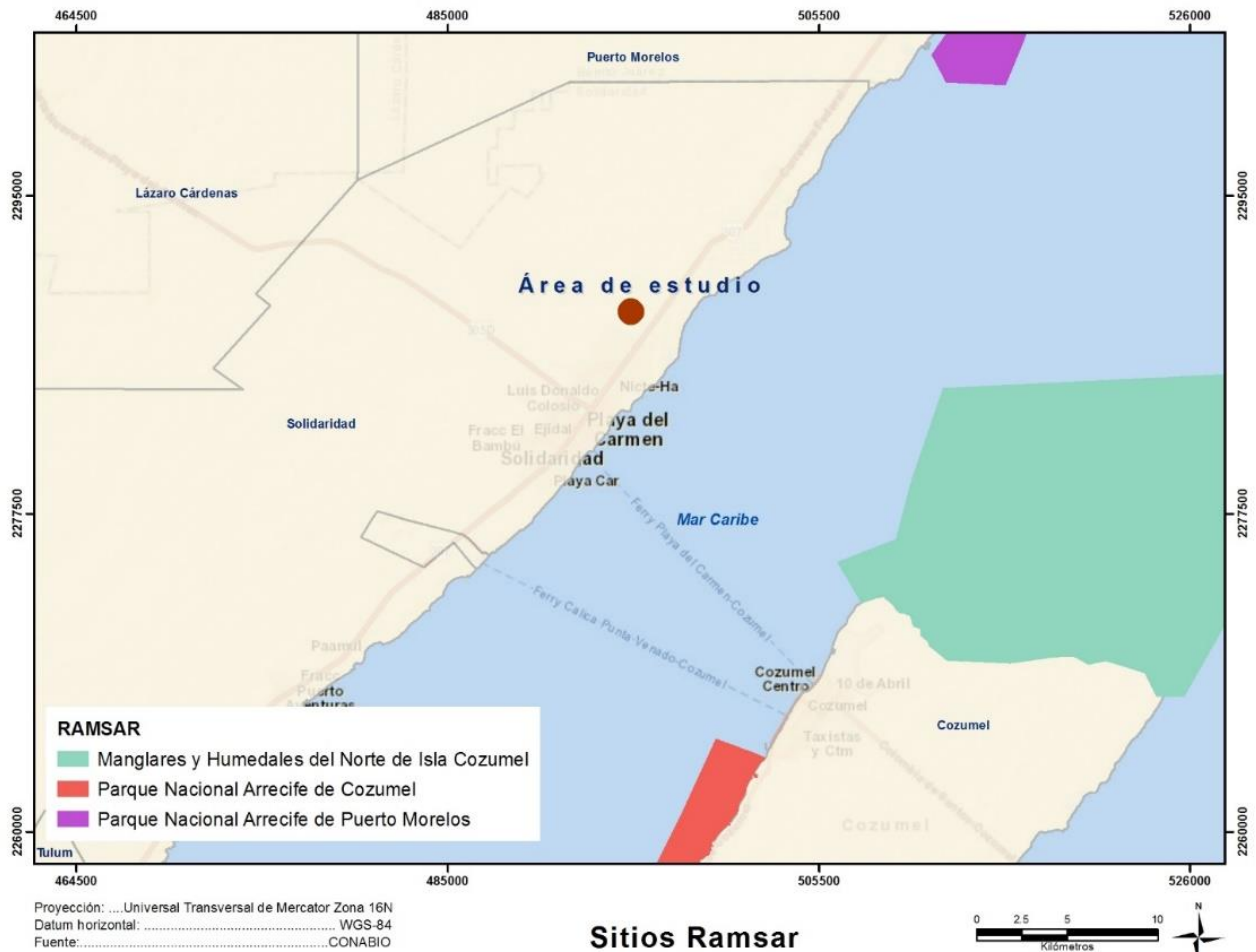 464500
485000
505500
526000
Puerto Morelos
2295000
2295000
Lázaro Cárdenas
Área de estudio
Luis Donaldo
Colosio
Nicte-Ha
Solidaridad
Fracc El
Bambú
Ejidal
Playa del
Carmen
Solidaridad
Playa Car
2277500
2277500
Mar Caribe
Ferry Playa del Carmen-Cozumel
Ferry Calica Punta Venado-Cozumel
Paamul
Fracc
Puerto
Aventuras
Cozumel
Centro
10 de Abril
Cozumel
Taxistas
y Ctm
Cozumel
Cozumel
RAMSAR
Manglares y Humedales del Norte de Isla Cozumel
Parque Nacional Arrecife de Cozumel
Parque Nacional Arrecife de Puerto Morelos
2260000
2260000
Tulum
464500
485000
505500
526000
Proyección: ....Universal Transversal de Mercator Zona 16N
Datum horizontal: ........................................ WGS-84
Fuente:..............................................CONABIO
Sitios Ramsar
0 2.5 5 10
Kilómetros
N